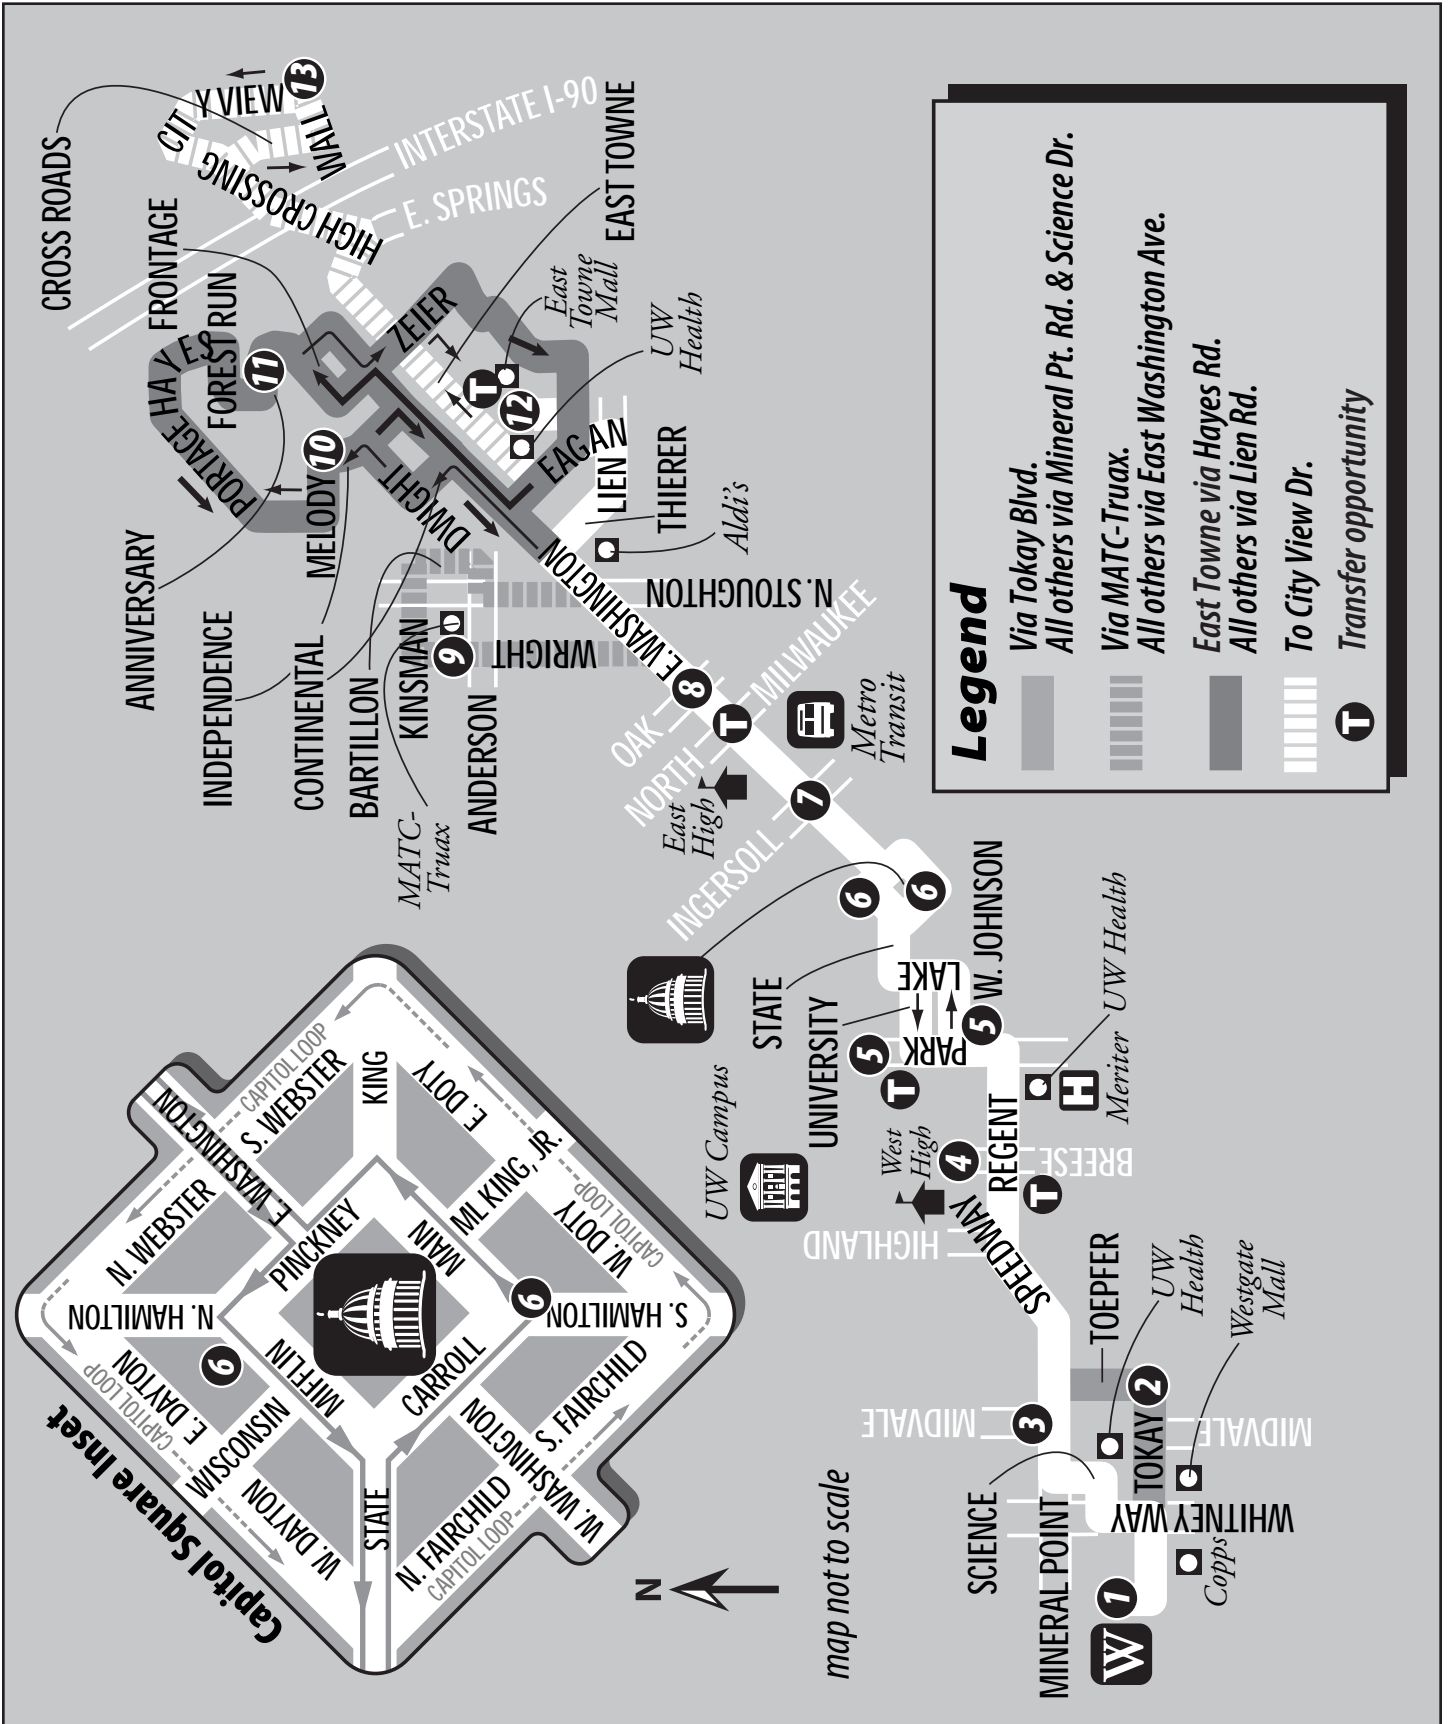 Capitol Square Inset
CAPITOL LOOP
CAPITOL LOOP
CAPITOL LOOP
CAPITOL LOOP
W. DAYTON
E. DAYTON
WISCONSIN
N. HAMILTON
N. WEBSTER
E. WASHINGTON
S. WEBSTER
STATE
MIFFLIN
PINCKNEY
KING
CARROLL
MAIN
E. DOTY
ML KING, JR.
N. FAIRCHILD
W. WASHINGTON
S. FAIRCHILD
S. HAMILTON
W. DOTY
6
6
N
map not to scale
CROSS ROADS
FRONTAGE
FOREST RUN
HAYES
PORTAGE
ANNIVERSARY
INDEPENDENCE
CONTINENTAL
MELODY
BARTILLON
KINSMAN
ANDERSON
MATC-
Truax
DWIGHT
CITY VIEW
WALL
HIGH CROSSING
INTERSTATE I-90
E. SPRINGS
EAST TOWNE
ZEIER
East
Towne
Mall
UW
Health
EAGAN
LIEN
THIERER
Aldi's
N. STOUGHTON
WRIGHT
E. WASHINGTON
MILWAUKEE
OAK
NORTH
East
High
INGERSOLL
Metro
Transit
13
11
10
T
12
9
8
T
7
6
6
STATE
UNIVERSITY
LAKE
W. JOHNSON
PARK
5
5
T
UW Campus
UW Health
H
Meriter
West
High
4
REGENT
BREESE
T
HIGHLAND
SPEEDWAY
TOEPFER
UW
Health
Westgate
Mall
MIDVALE
3
2
TOKAY
MIDVALE
SCIENCE
MINERAL POINT
WHITNEY WAY
Copps
1
W
Legend
Via Tokay Blvd.
All others via Mineral Pt. Rd. & Science Dr.
Via MATC-Truax.
All others via East Washington Ave.
East Towne via Hayes Rd.
All others via Lien Rd.
To City View Dr.
T Transfer opportunity